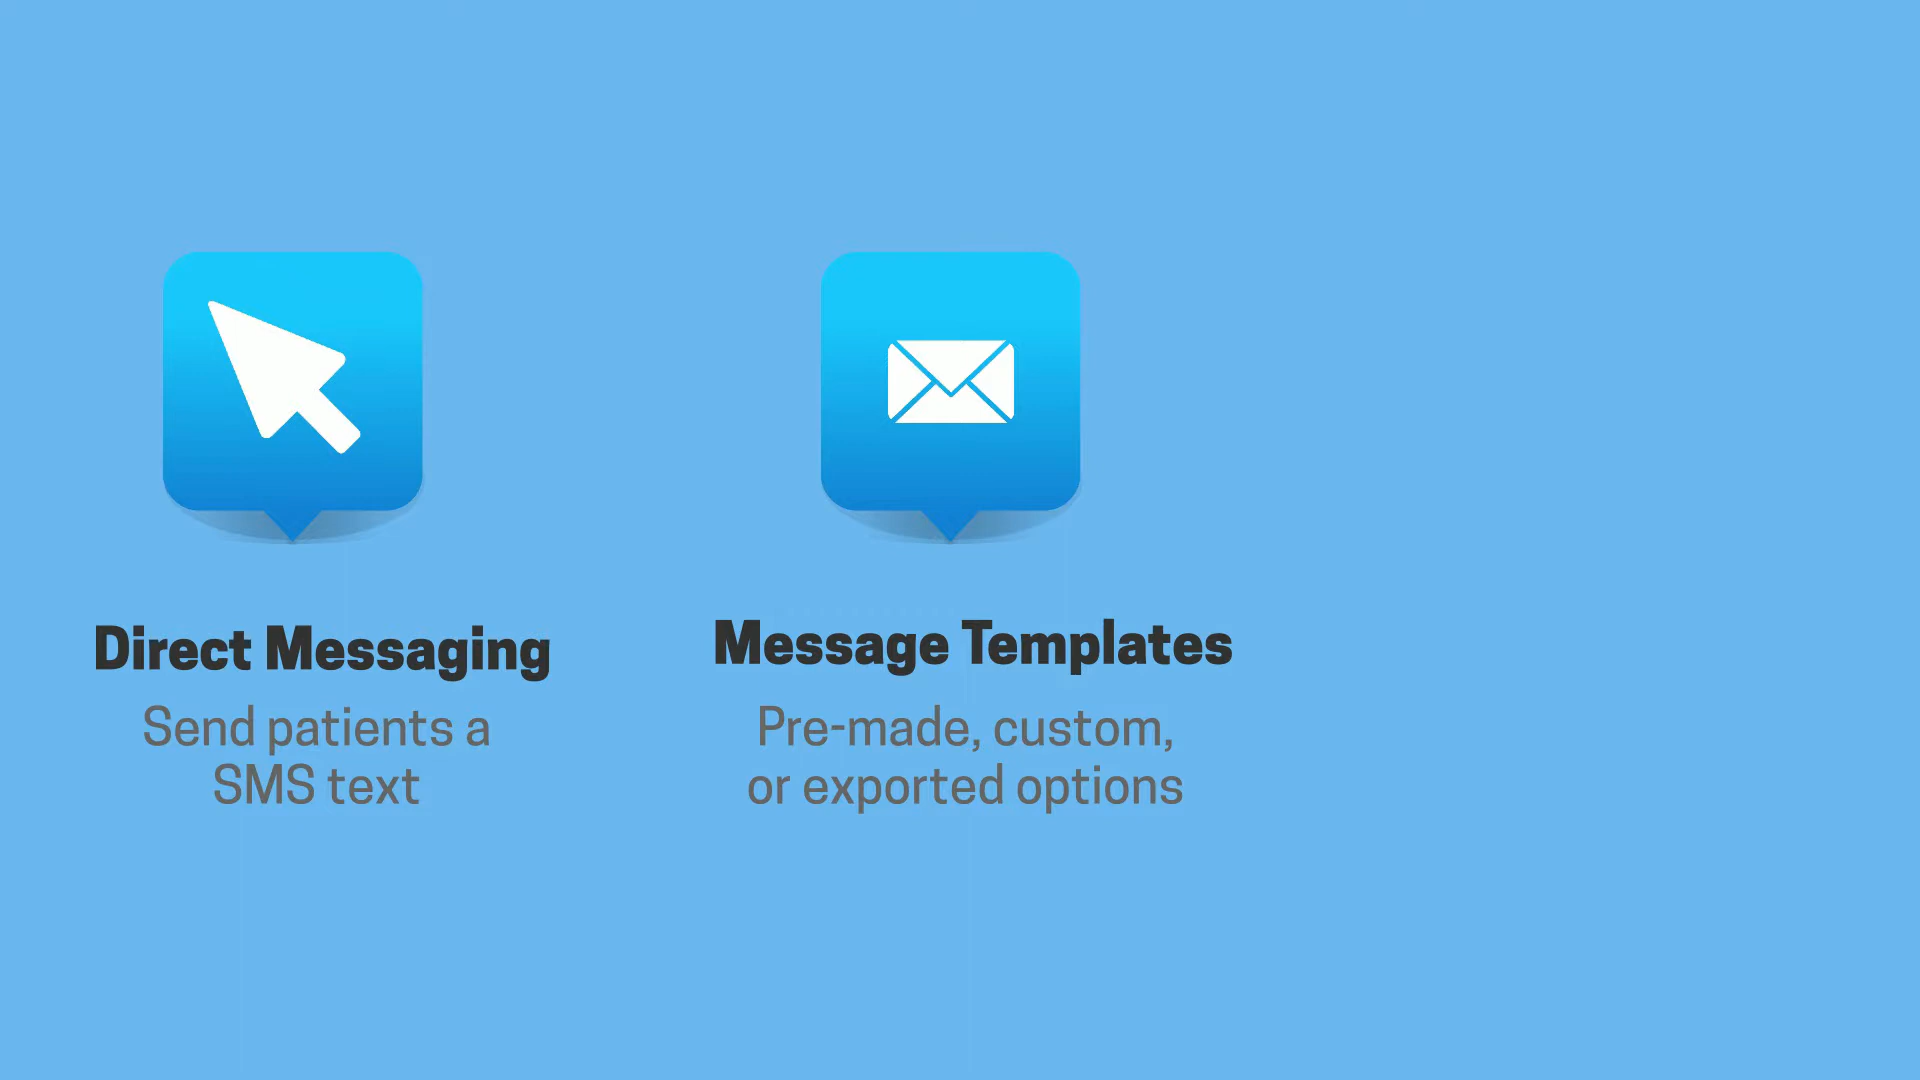 Direct Messaging
Send patients a
SMS text
Message Templates
Pre-made, custom,
or exported options